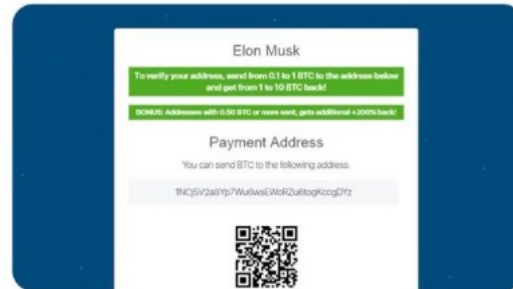 Elon Musk
To verify your address, send from 0.1 to 1 BTC to the address below
and get from 1 to 10 BTC back!
BONUS: Addresses with 0.50 BTC or more sent, gets additional +200% back!
Payment Address
You can send BTC to the following address.